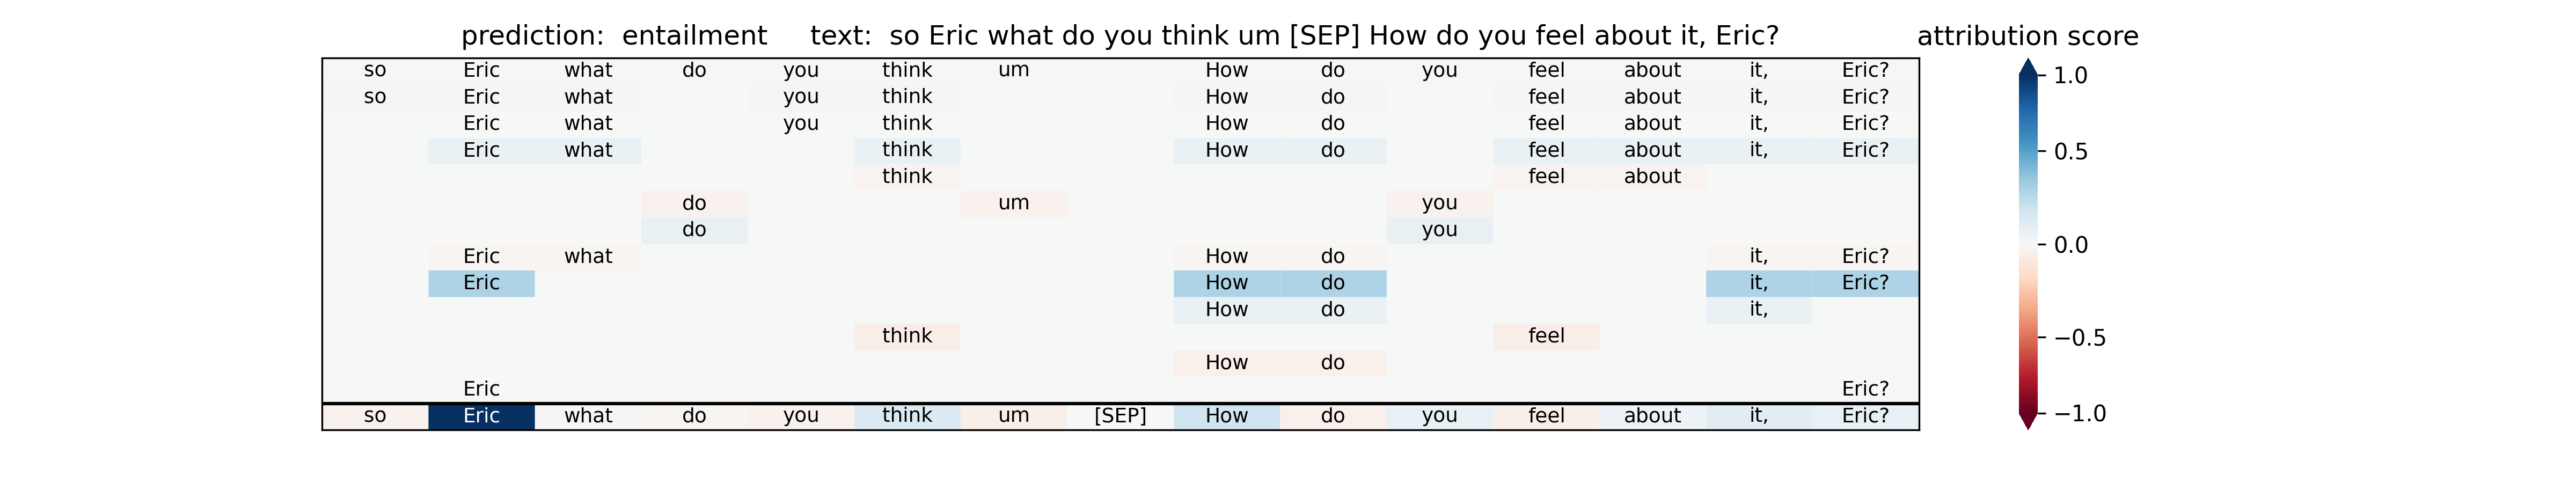 prediction: entailment text: so Eric what do you think um [SEP] How do you feel about it, Eric? attribution score
so Eric what do you think um How do you feel about it, Eric? 1.0
so Eric what you think How do feel about it, Eric?
Eric what you think How do feel about it, Eric?
Eric what think How do feel about it, Eric? 0.5
think feel about
do um you
do you
Eric what How do it, Eric? 0.0
Eric How do it, Eric?
How do it,
think feel −0.5
How do
Eric Eric?
so Eric what do you think um [SEP] How do you feel about it, Eric? −1.0